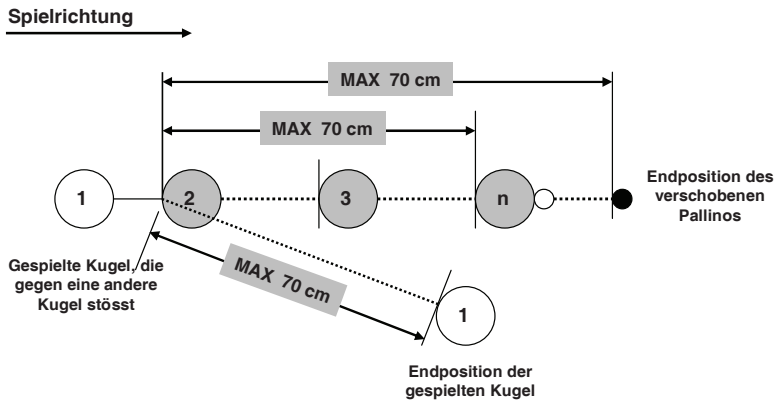 Spielrichtung
MAX 70 cm
MAX 70 cm
1
2
3
n
Endposition des
verschobenen
Pallinos
Gespielte Kugel, die
gegen eine andere
Kugel stösst
MAX 70 cm
1
Endposition der
gespielten Kugel